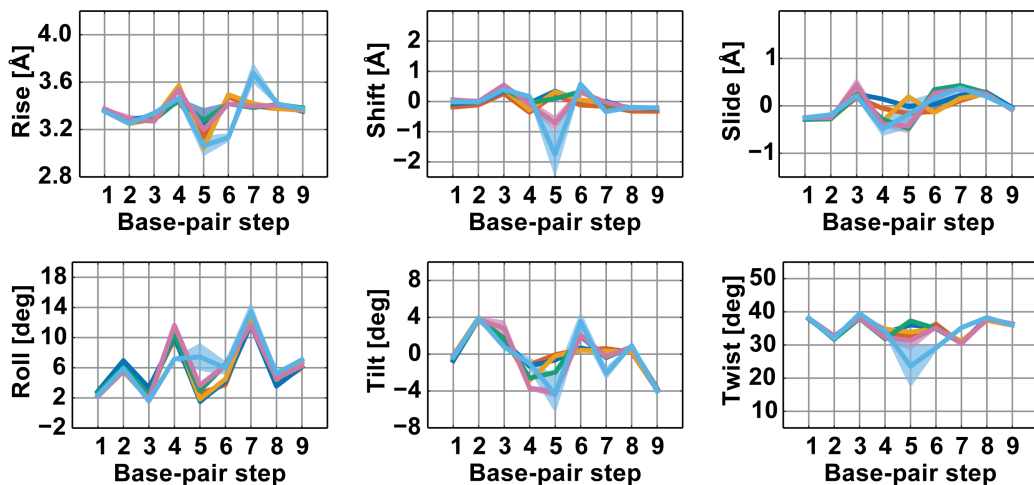 Rise [Å]
4.0
3.6
3.2
2.8
1 2 3 4 5 6 7 8 9
Base-pair step
Shift [Å]
2
1
0
−1
−2
1 2 3 4 5 6 7 8 9
Base-pair step
Slide [Å]
1
0
−1
1 2 3 4 5 6 7 8 9
Base-pair step
Roll [deg]
18
14
10
6
2
−2
1 2 3 4 5 6 7 8 9
Base-pair step
Tilt [deg]
8
4
0
−4
−8
1 2 3 4 5 6 7 8 9
Base-pair step
Twist [deg]
50
40
30
20
10
1 2 3 4 5 6 7 8 9
Base-pair step